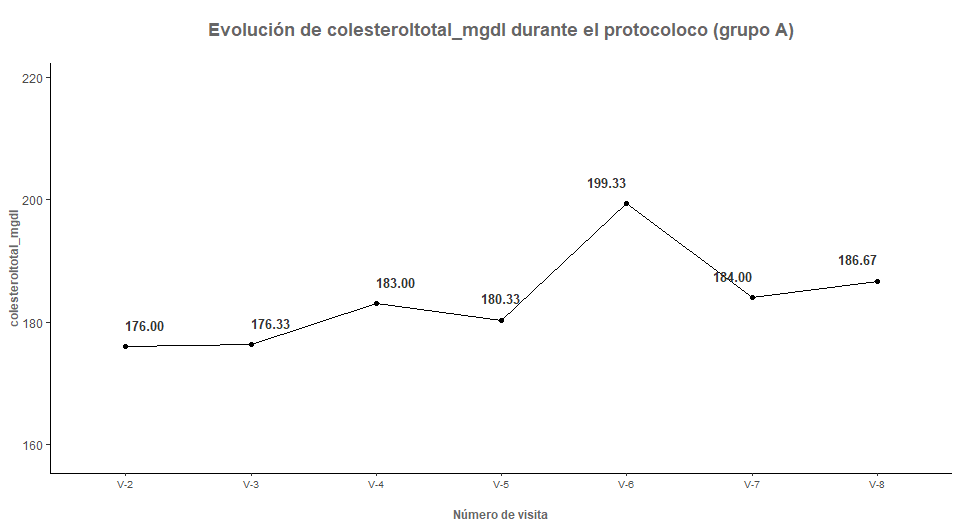 Evolución de colesteroltotal_mgdl durante el protocoloco (grupo A)
220
200
180
160
colesteroltotal_mgdl
176.00
176.33
183.00
180.33
199.33
184.00
186.67
V-2
V-3
V-4
V-5
V-6
V-7
V-8
Número de visita